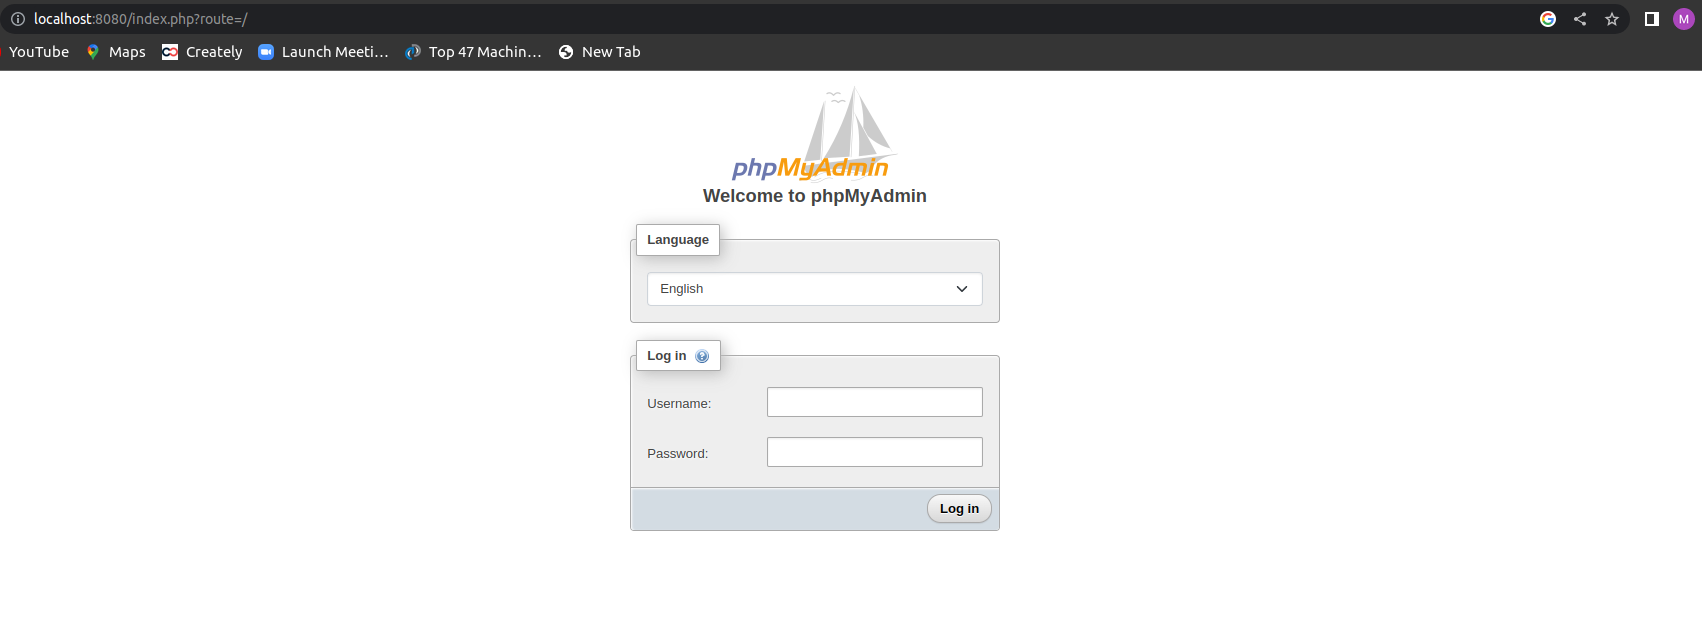 localhost:8080/index.php?route=/
M
YouTube Maps Creately Launch Meeti... Top 47 Machin... New Tab
phpMyAdmin
Welcome to phpMyAdmin
Language
English
Log in ?
Username:
Password:
Log in